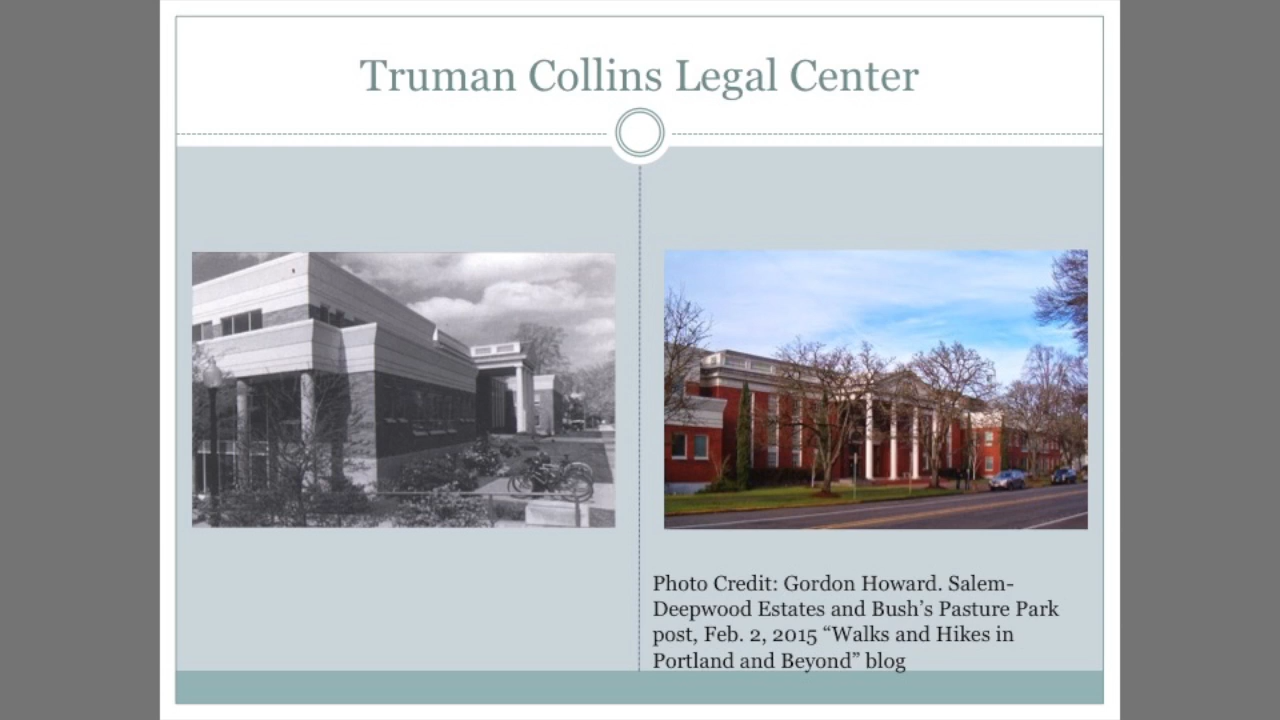 Truman Collins Legal Center
Photo Credit: Gordon Howard. Salem-
Deepwood Estates and Bush’s Pasture Park
post, Feb. 2, 2015 “Walks and Hikes in
Portland and Beyond” blog